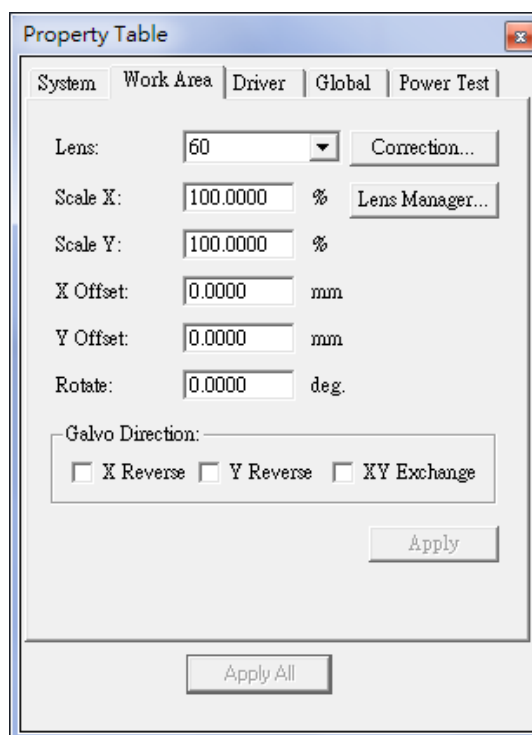 Property Table
System Work Area Driver Global Power Test
Lens: 60 Correction...
Scale X: 100.0000 % Lens Manager...
Scale Y: 100.0000 %
X Offset: 0.0000 mm
Y Offset: 0.0000 mm
Rotate: 0.0000 deg.
Galvo Direction:
X Reverse Y Reverse XY Exchange
Apply
Apply All